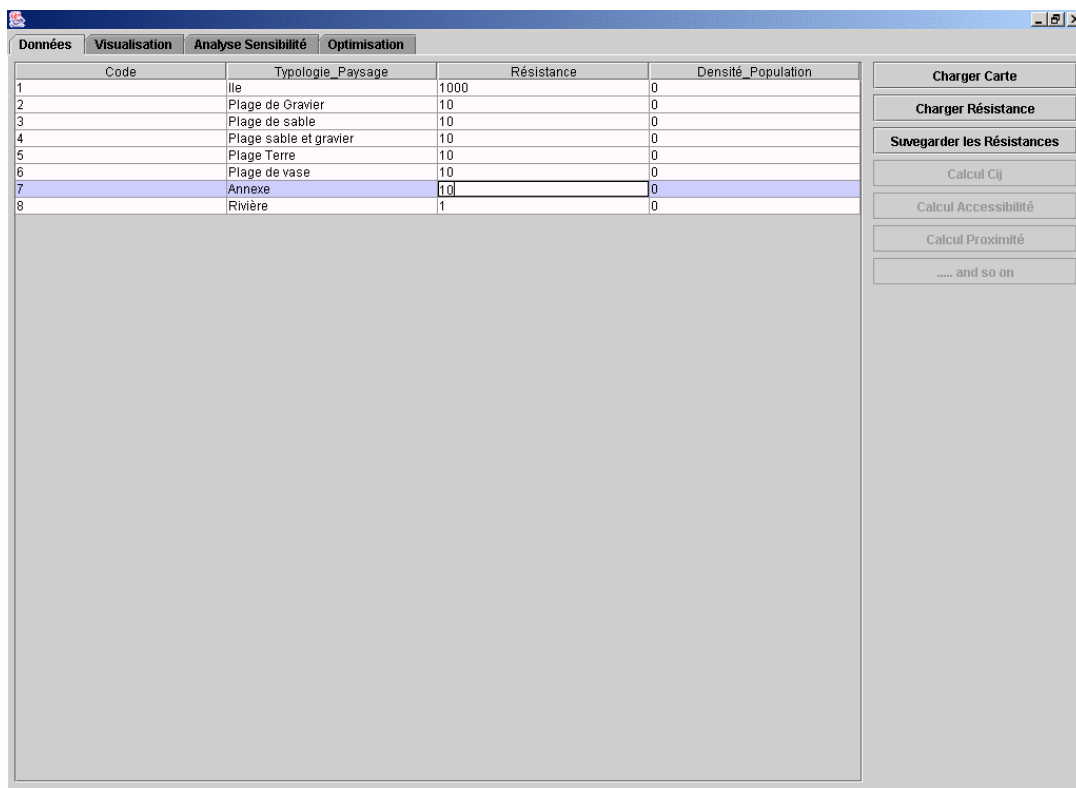 Données Visualisation Analyse Sensibilité Optimisation
Code Typologie_Paysage Résistance Densité_Population
1 Ile 1000 0
2 Plage de Gravier 10 0
3 Plage de sable 10 0
4 Plage sable et gravier 10 0
5 Plage Terre 10 0
6 Plage de vase 10 0
7 Annexe 10 0
8 Rivière 1 0
Charger Carte
Charger Résistance
Suvegarder les Résistances
Calcul Cij
Calcul Accessibilité
Calcul Proximité
..... and so on